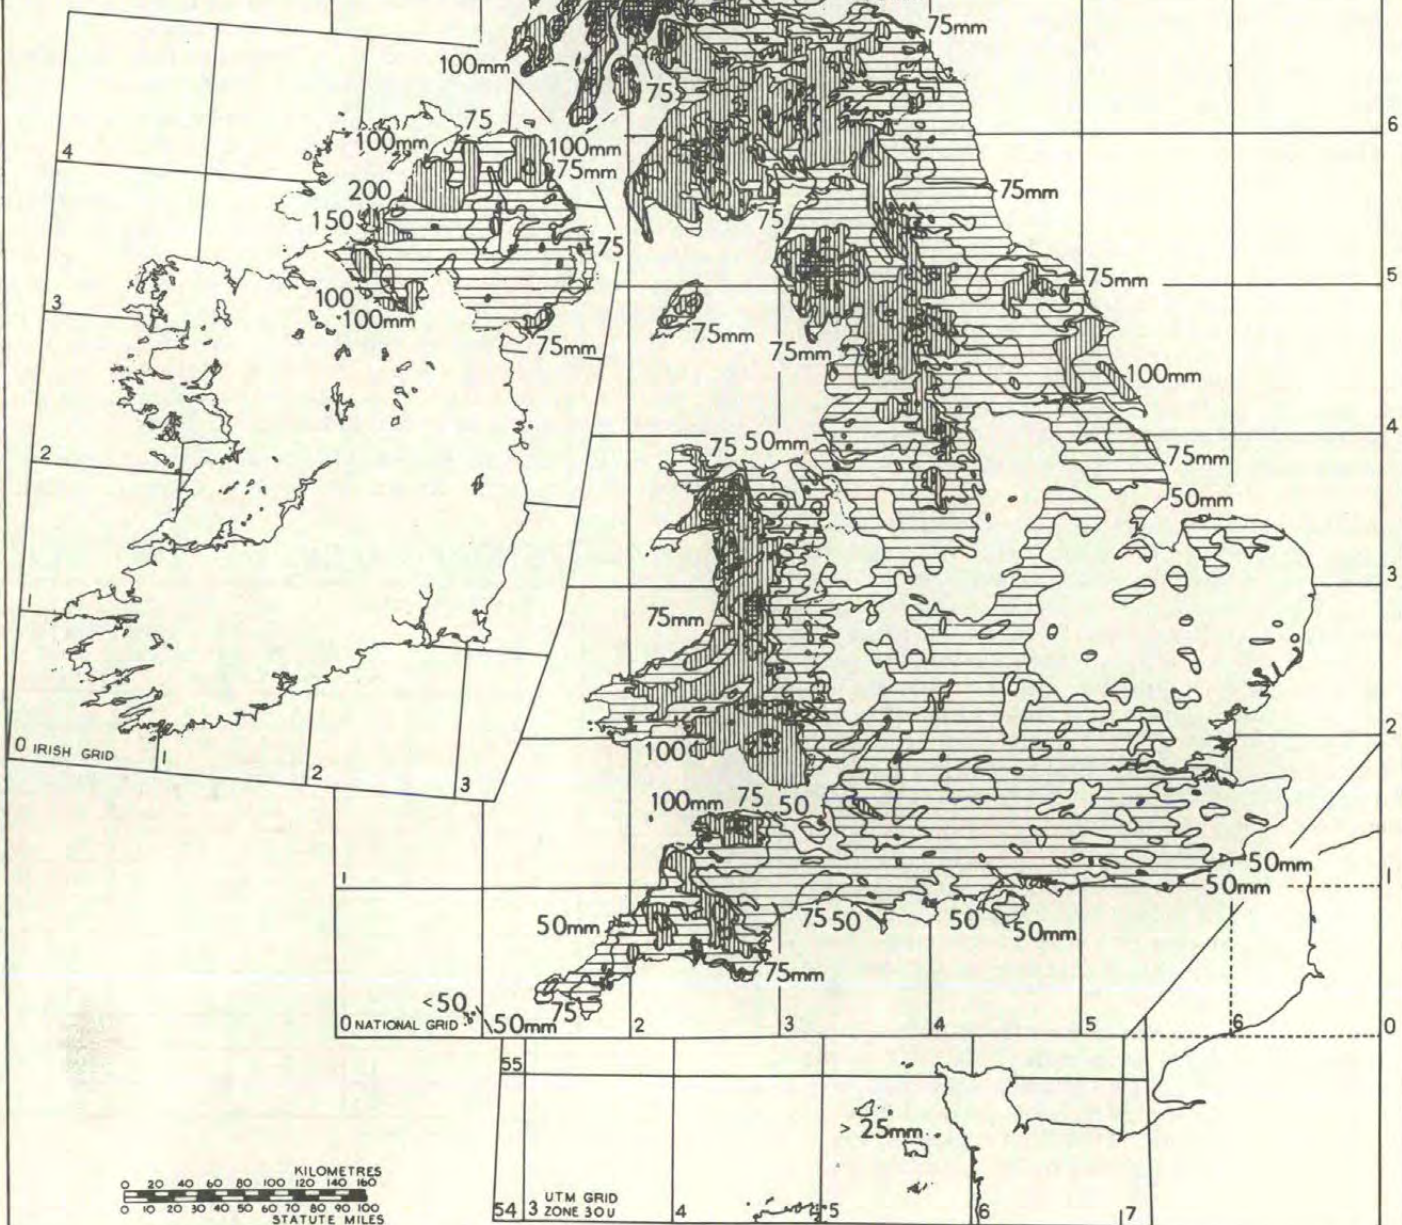 75mm
100mm
75
6
75
100mm
100mm
4
75mm
200
75mm
150
75
75
5
75mm
3
100
100mm
75mm
75mm
75mm
100mm
4
75 50mm
75mm
2
50mm
3
1
75mm
2
0 IRISH GRID
1
2
3
100
100mm 75 50
1
50mm
50mm
1
50mm
75 50
50
50mm
75mm
<50
0 NATIONAL GRID
50mm
75
2
3
4
5
6
0
55
> 25mm
KILOMETRES
0 20 40 60 80 100 120 140 160
0 10 20 30 40 50 60 70 80 90 100
STATUTE MILES
54
3
UTM GRID
ZONE 30U
4
5
6
7